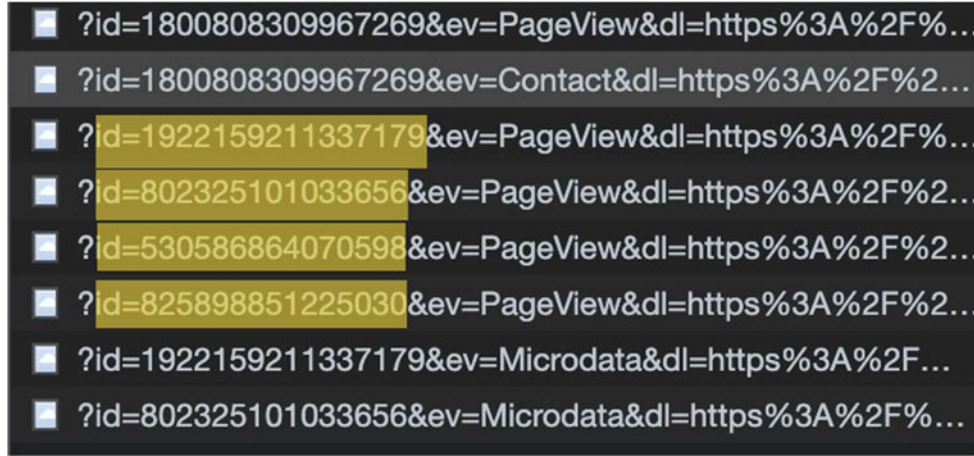 ?id=1800808309967269&ev=PageView&dl=https%3A%2F%...
?id=1800808309967269&ev=Contact&dl=https%3A%2F%2...
?id=1922159211337179&ev=PageView&dl=https%3A%2F%...
?id=802325101033656&ev=PageView&dl=https%3A%2F%2...
?id=530586864070598&ev=PageView&dl=https%3A%2F%2...
?id=825898851225030&ev=PageView&dl=https%3A%2F%2...
?id=1922159211337179&ev=Microdata&dl=https%3A%2F...
?id=802325101033656&ev=Microdata&dl=https%3A%2F%...